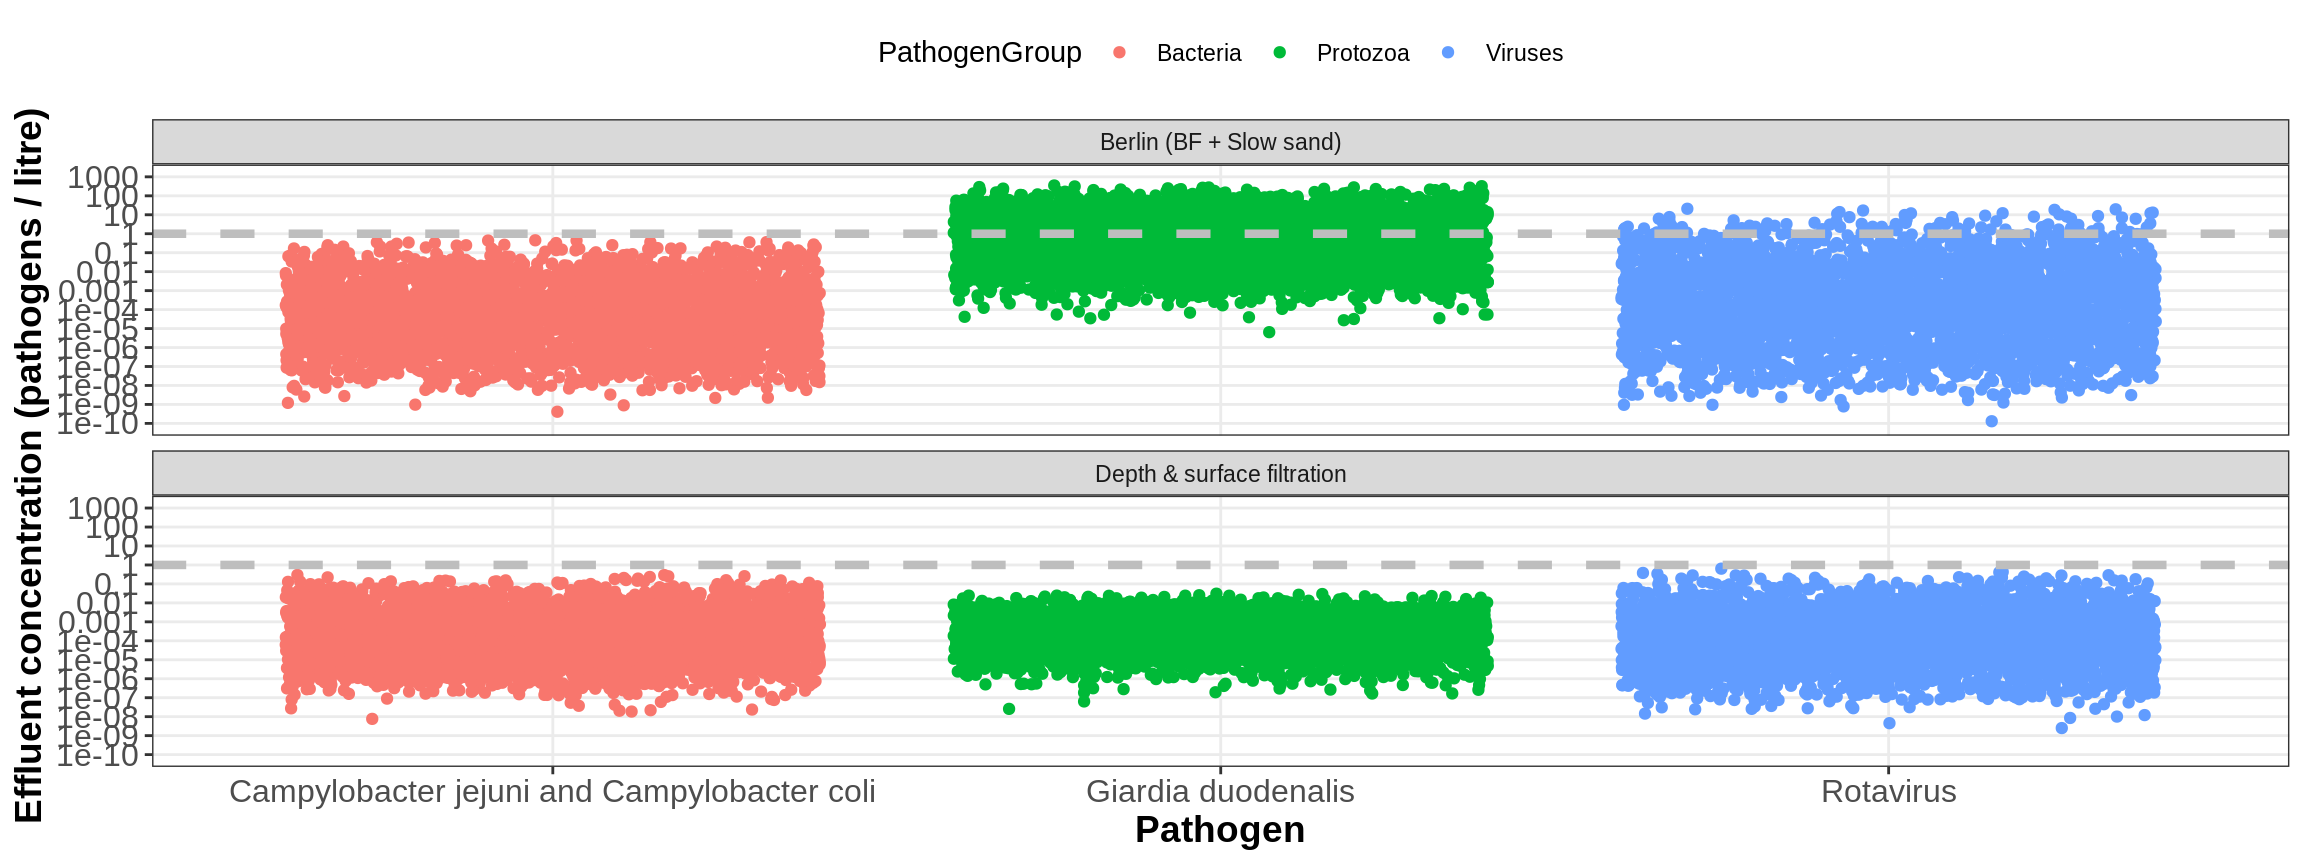 PathogenGroup Bacteria Protozoa Viruses
Effluent concentration (pathogens / litre)
Berlin (BF + Slow sand)
1000
100
10
1
0.1
0.01
0.001
1e-04
1e-05
1e-06
1e-07
1e-08
1e-09
1e-10
Depth & surface filtration
1000
100
10
1
0.1
0.01
0.001
1e-04
1e-05
1e-06
1e-07
1e-08
1e-09
1e-10
Campylobacter jejuni and Campylobacter coli Giardia duodenalis Rotavirus
Pathogen